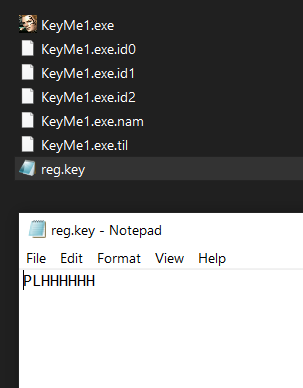 KeyMe1.exe
KeyMe1.exe.id0
KeyMe1.exe.id1
KeyMe1.exe.id2
KeyMe1.exe.nam
KeyMe1.exe.til
reg.key
reg.key - Notepad
File Edit Format View Help
PLHHHHHH